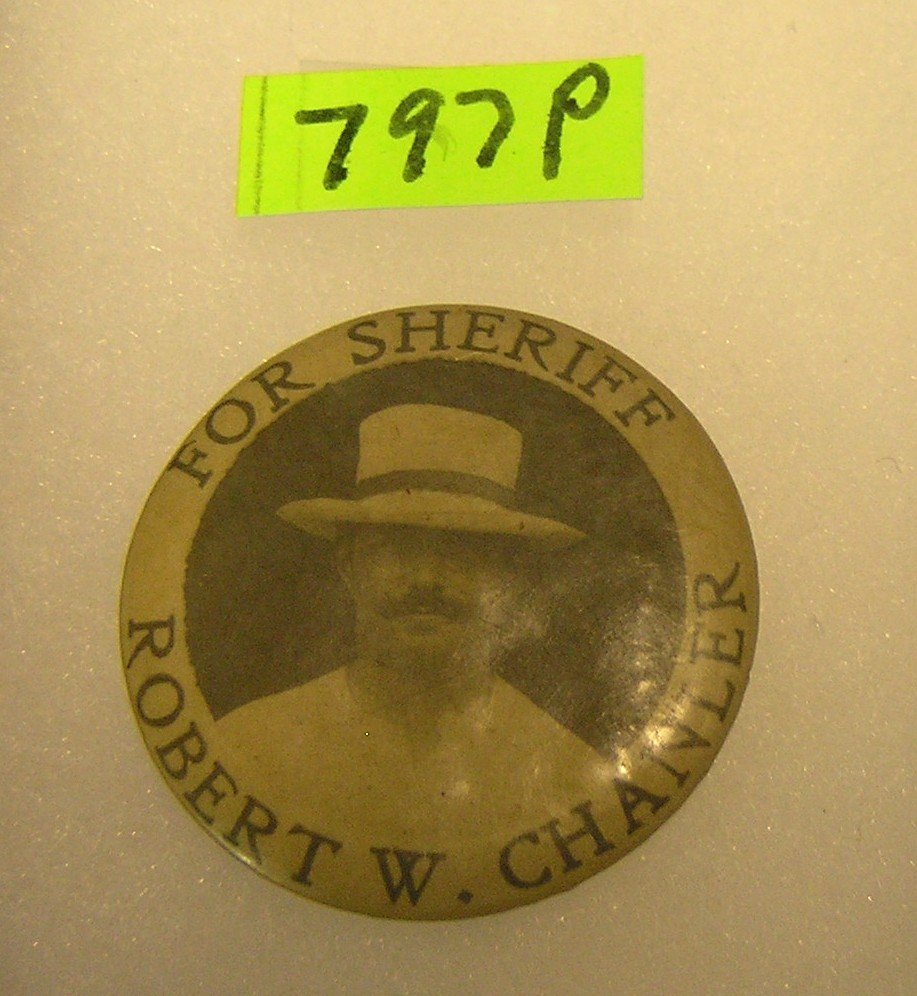 797P
FOR SHERIFF
ROBERT W. CHANLER